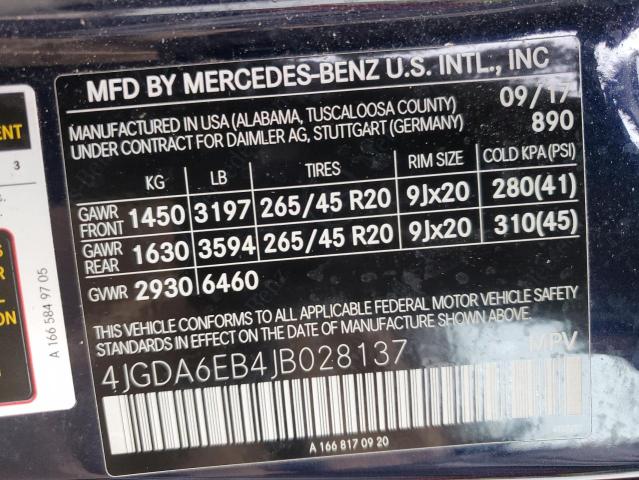 MFD BY MERCEDES-BENZ U.S. INTL., INC
MANUFACTURED IN USA (ALABAMA, TUSCALOOSA COUNTY) 09/17
UNDER CONTRACT FOR DAIMLER AG, STUTTGART (GERMANY) 890
KG LB TIRES RIM SIZE COLD KPA(PSI)
GAWR FRONT 1450 3197 265/45 R20 9Jx20 280(41)
GAWR REAR 1630 3594 265/45 R20 9Jx20 310(45)
GVWR 2930 6460
THIS VEHICLE CONFORMS TO ALL APPLICABLE FEDERAL MOTOR VEHICLE SAFETY
STANDARDS IN EFFECT ON THE DATE OF MANUFACTURE SHOWN ABOVE.
4JGDA6EB4JB028137 MPV
A 166 817 09 20
3
A 166 584 97 05